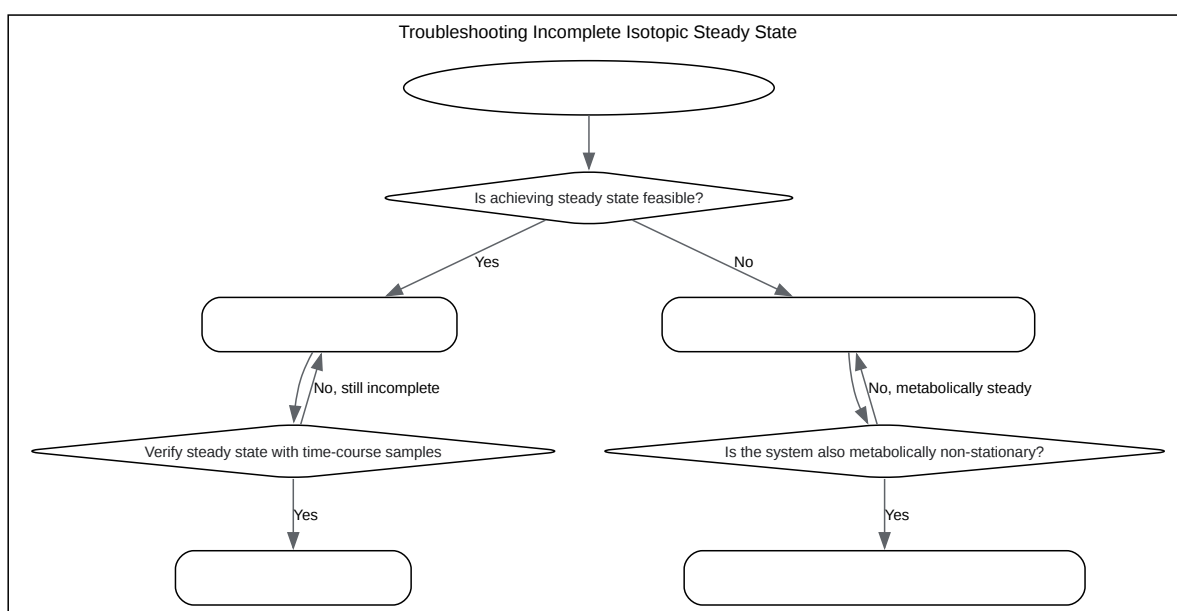 Troubleshooting Incomplete Isotopic Steady State
Is achieving steady state feasible?
Yes
No
No, still incomplete
No, metabolically steady
Verify steady state with time-course samples
Is the system also metabolically non-stationary?
Yes
Yes